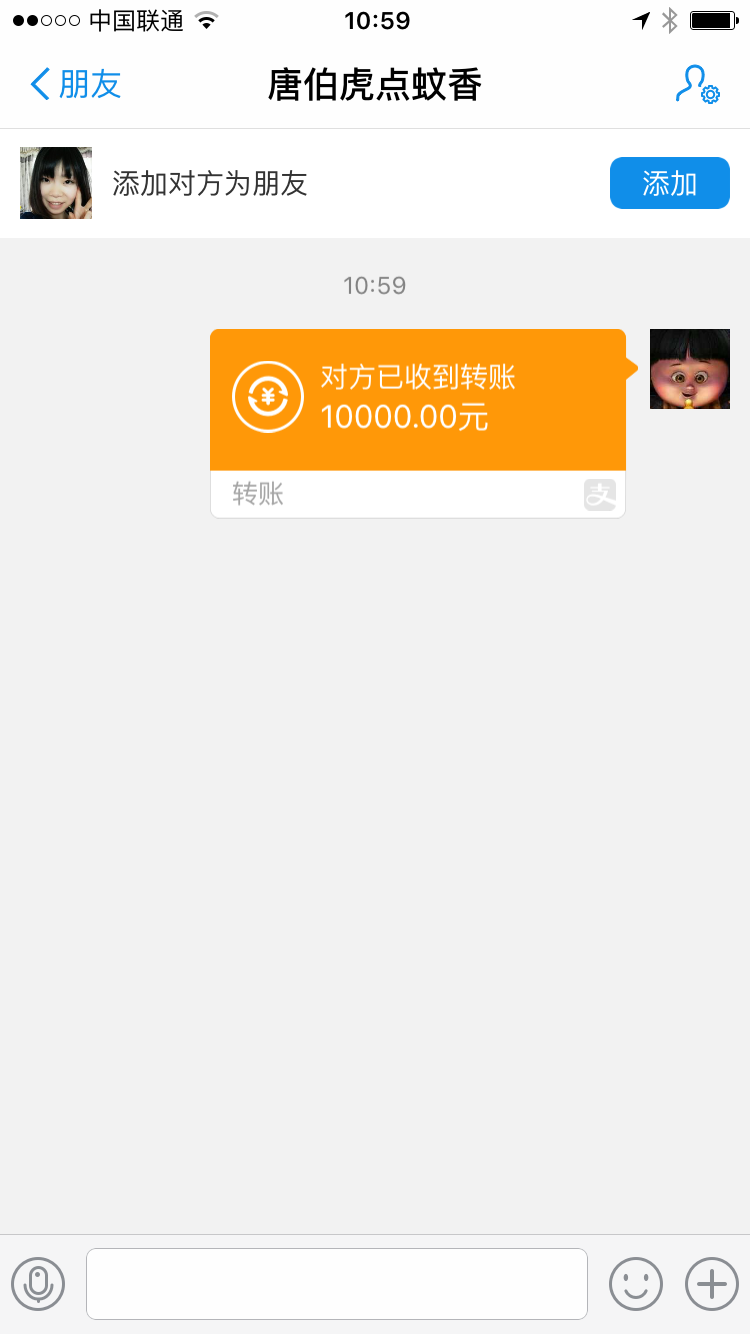 中国联通
10:59
朋友
唐伯虎点蚊香
添加对方为朋友
添加
10:59
对方已收到转账
¥
10000.00元
转账
支